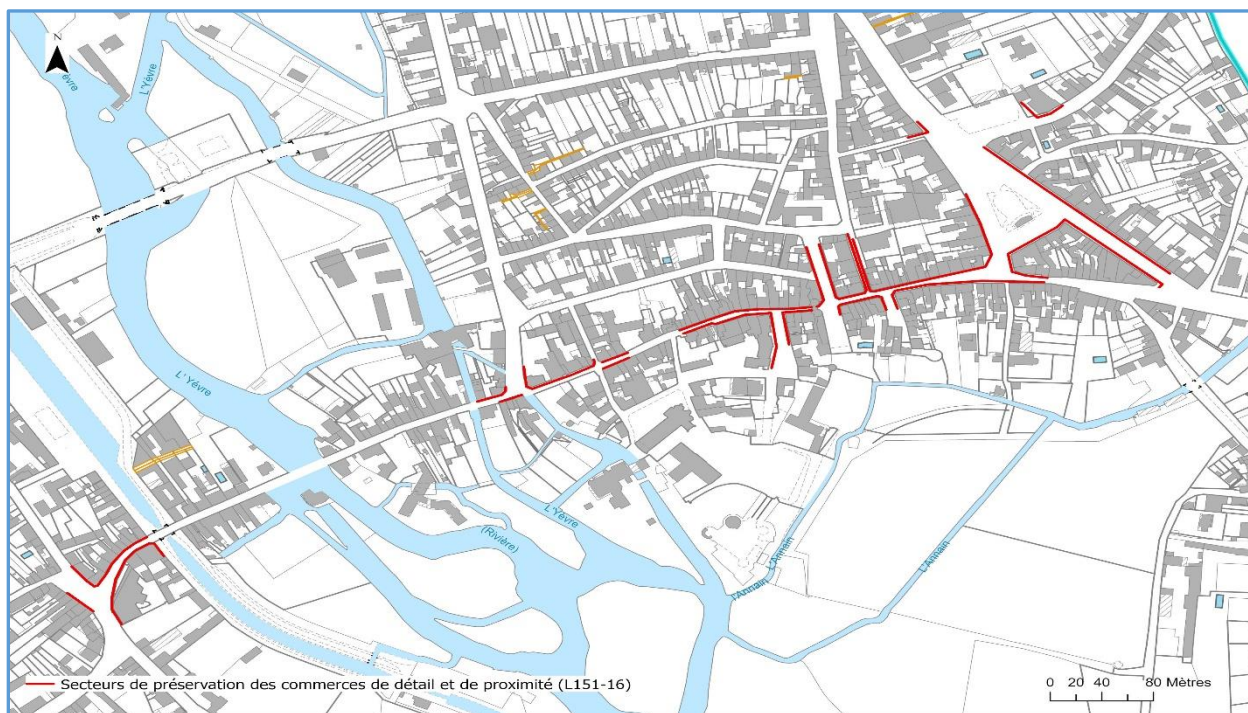 N
Yèvre
L'Yèvre
L'Yèvre
L'Yèvre
(Rivière)
l'Annain
L'Annain
L'Annain
Secteurs de préservation des commerces de détail et de proximité (L151-16)
0 20 40 80 Mètres